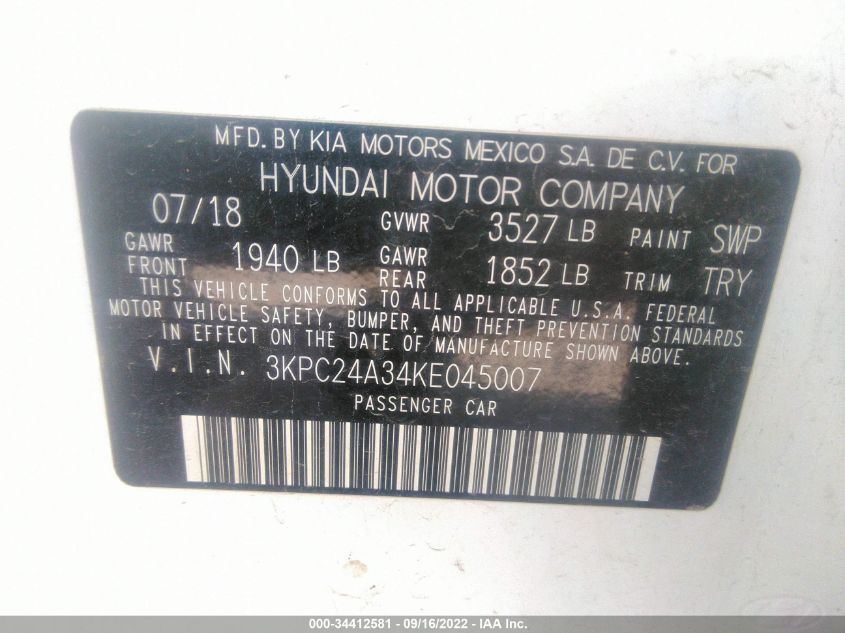 MFD. BY KIA MOTORS MEXICO S.A. DE C.V. FOR
HYUNDAI MOTOR COMPANY
07/18 GVWR 3527 LB PAINT SWP
GAWR FRONT 1940 LB GAWR REAR 1852 LB TRIM TRY
THIS VEHICLE CONFORMS TO ALL APPLICABLE U.S.A. FEDERAL
MOTOR VEHICLE SAFETY, BUMPER, AND THEFT PREVENTION STANDARDS
IN EFFECT ON THE DATE OF MANUFACTURE SHOWN ABOVE.
V.I.N. 3KPC24A34KE045007
PASSENGER CAR
000-34412581 - 09/16/2022 - IAA Inc.